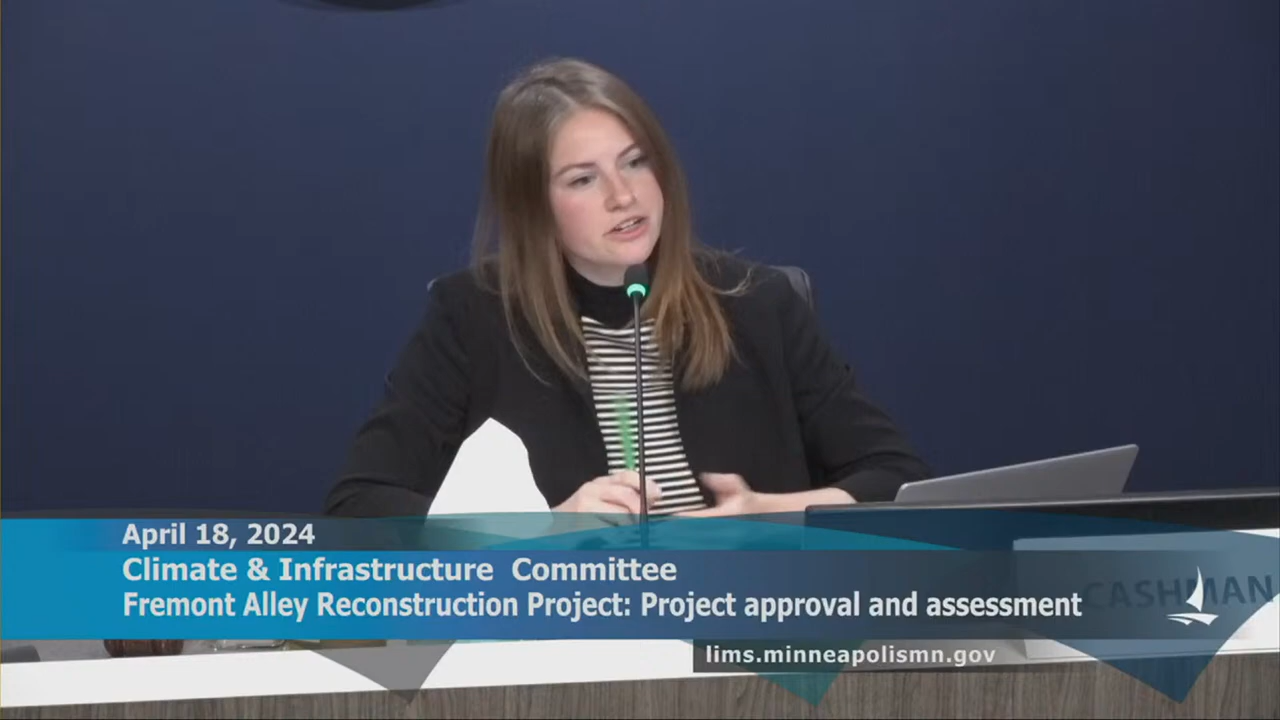 April 18, 2024
Climate & Infrastructure Committee
Fremont Alley Reconstruction Project: Project approval and assessment
CASHMAN
lims.minneapolismn.gov